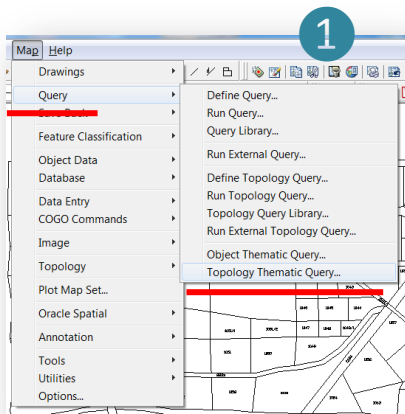 1
Map Help
Drawings
Query
Save Back
Feature Classification
Object Data
Database
Data Entry
COGO Commands
Image
Topology
Plot Map Set...
Oracle Spatial
Annotation
Tools
Utilities
Options...
Define Query...
Run Query...
Query Library...
Run External Query...
Define Topology Query...
Run Topology Query...
Topology Query Library...
Run External Topology Query...
Object Thematic Query...
Topology Thematic Query...